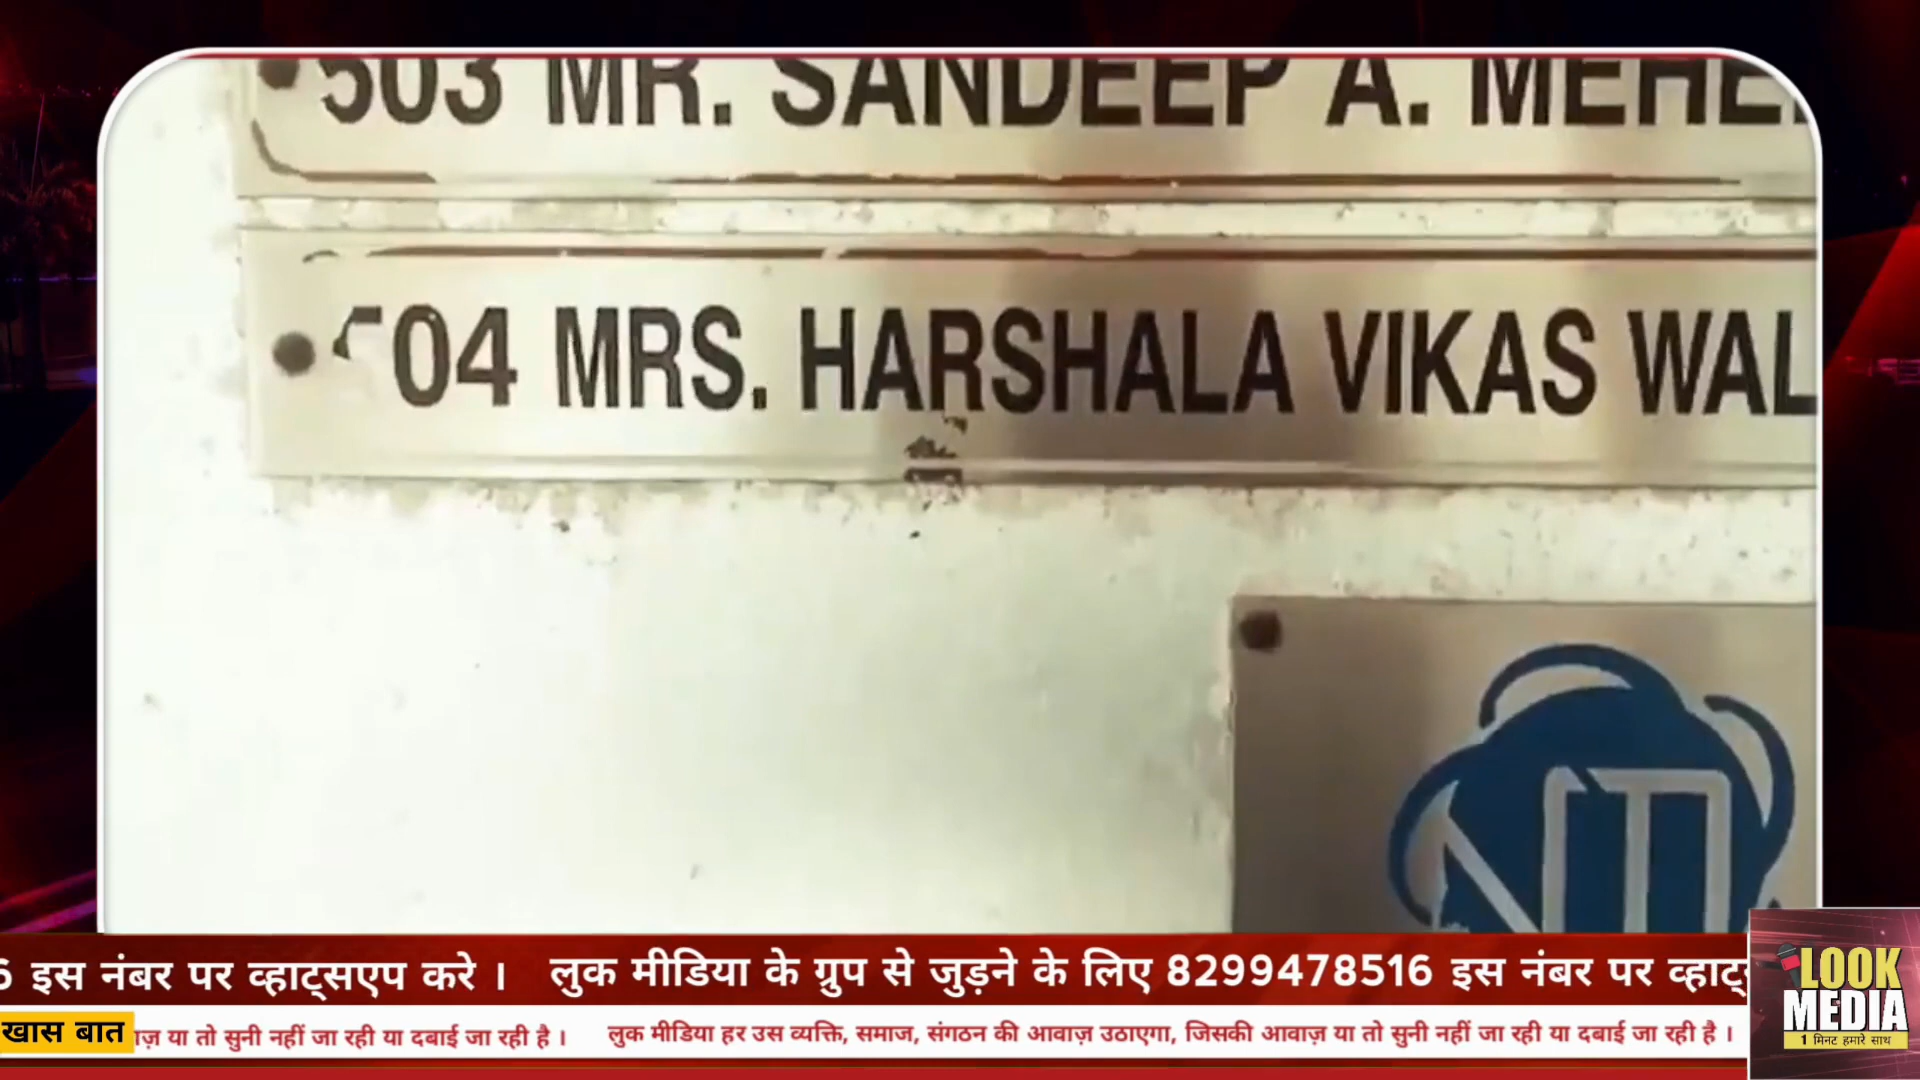 503 MR. SANDEEP A.
504 MRS. HARSHALA VIKAS
इस नंबर पर व्हाट्सएप करे । लुक मीडिया के ग्रुप से जुड़ने के लिए 8299478516 इस नंबर पर
खास बात
या तो सुनी नहीं जा रही या दबाई जा रही है । लुक मीडिया हर उस व्यक्ति, समाज, संगठन की आवाज़ उठाएगा, जिसकी आवाज़ या तो सुनी नहीं जा रही या दबाई जा रही है ।
LOOK
MEDIA
1 मिनट हमारे साथ